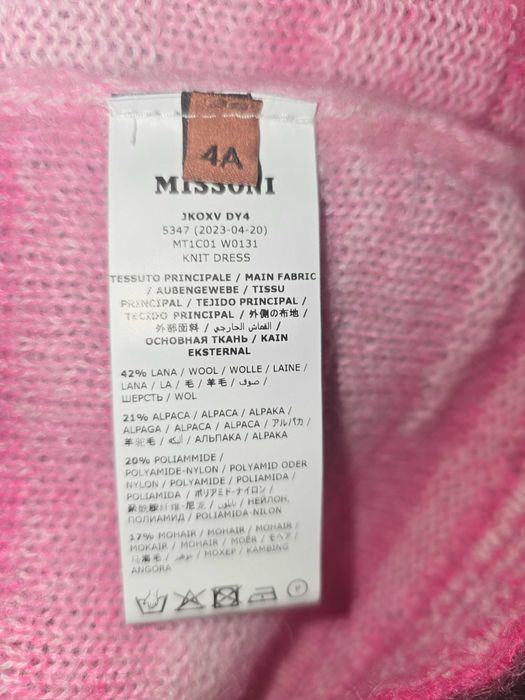 4A
MISSONI
JKOXV DY4
5347 (2023-04-20)
MT1C01 W0131
KNIT DRESS
TESSUTO PRINCIPALE / MAIN FABRIC
/ AUßENGEWEBE / TISSU
PRINCIPAL / TEJIDO PRINCIPAL /
TECIDO PRINCIPAL / 外側の布地 /
外部面料 / القماش الخارجي /
ОСНОВНАЯ ТКАНЬ / KAIN
EKSTERNAL
42% LANA / WOOL / WOLLE / LAINE /
LANA / LA / 毛 / 羊毛 / صوف /
ШЕРСТЬ / WOL
21% ALPACA / ALPACA / ALPAKA /
ALPAGA / ALPACA / ALPACA / アルパカ /
羊驼毛 / ألبكة / АЛЬПАКА / ALPAKA
20% POLIAMMIDE /
POLYAMIDE-NYLON / POLYAMID ODER
NYLON / POLYAMIDE / POLIAMIDA /
POLIAMIDA / ポリアミド-ナイロン /
聚酰胺纤维-尼龙 / نايلون / НЕЙЛОН,
ПОЛИАМИД / POLIAMIDA-NILON
17% MOHAIR / MOHAIR / MOHAIR /
MOKAIR / MOHAIR / MOER / モヘア /
马海毛 / موهير / МОХЕР / KAMBING
ANGORA
P